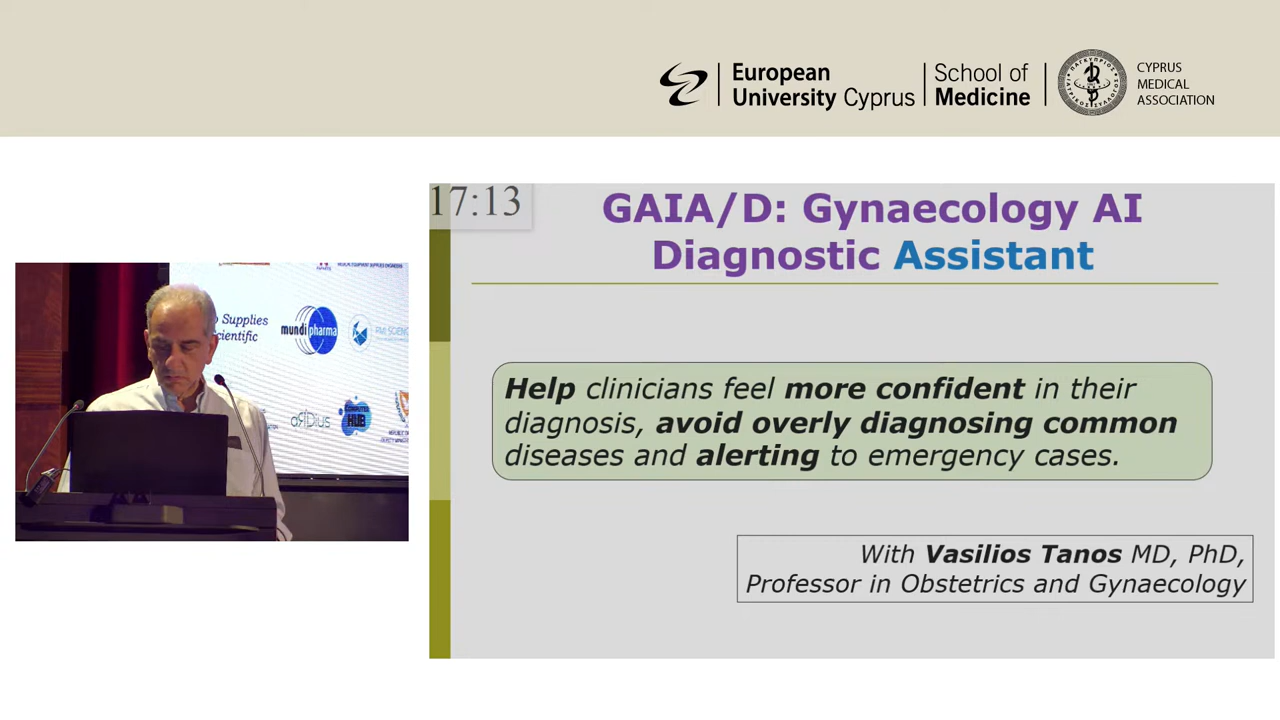 European
University Cyprus
School of
Medicine
CYPRUS
MEDICAL
ASSOCIATION
17:13
GAIA/D: Gynaecology AI
Diagnostic Assistant
Help clinicians feel more confident in their
diagnosis, avoid overly diagnosing common
diseases and alerting to emergency cases.
With Vasilios Tanos MD, PhD,
Professor in Obstetrics and Gynaecology
Supplies
mundipharma
HUB